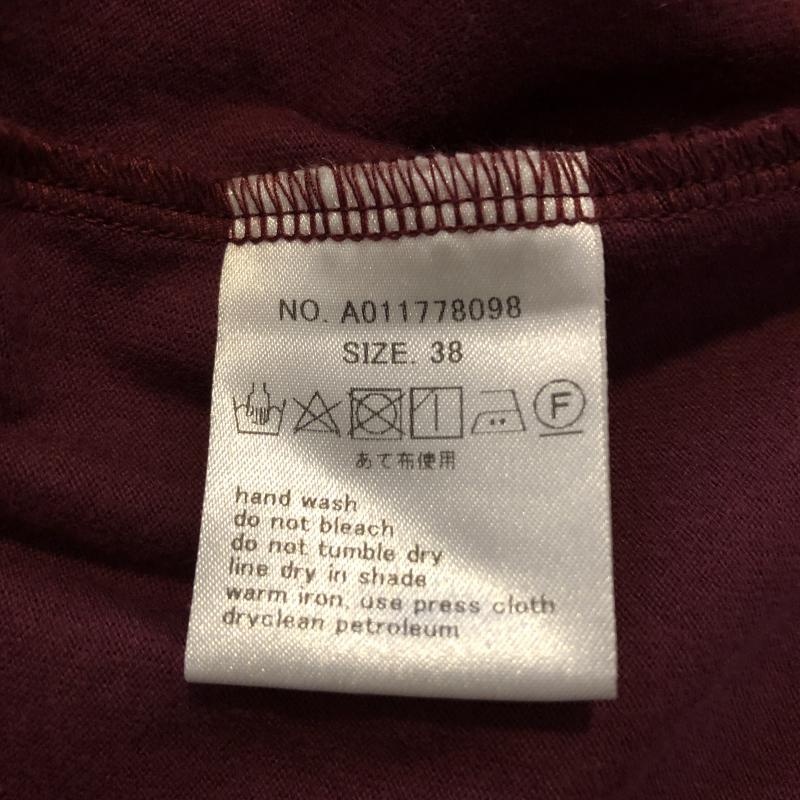 NO. A011778098
SIZE. 38
F
あて布使用
hand wash
do not bleach
do not tumble dry
line dry in shade
warm iron, use press cloth
dryclean petroleum